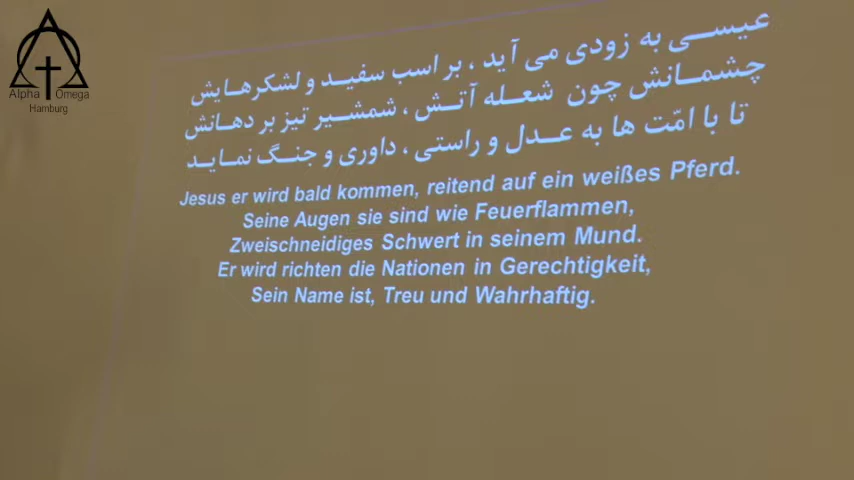 Alpha Omega
Hamburg
عیسی به زودی می آید ، بر اسب سفید و لشکرهایش
چشمانش چون شعله آتش ، شمشیر تیز بر دهانش
تا با امّت ها به عدل و راستی ، داوری و جنگ نماید
Jesus er wird bald kommen, reitend auf ein weißes Pferd.
Seine Augen sie sind wie Feuerflammen,
Zweischneidiges Schwert in seinem Mund.
Er wird richten die Nationen in Gerechtigkeit,
Sein Name ist, Treu und Wahrhaftig.